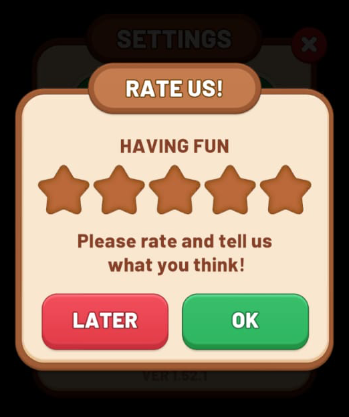 SETTINGS
RATE US!
HAVING FUN
Please rate and tell us
what you think!
LATER
OK
VER 1.52.1